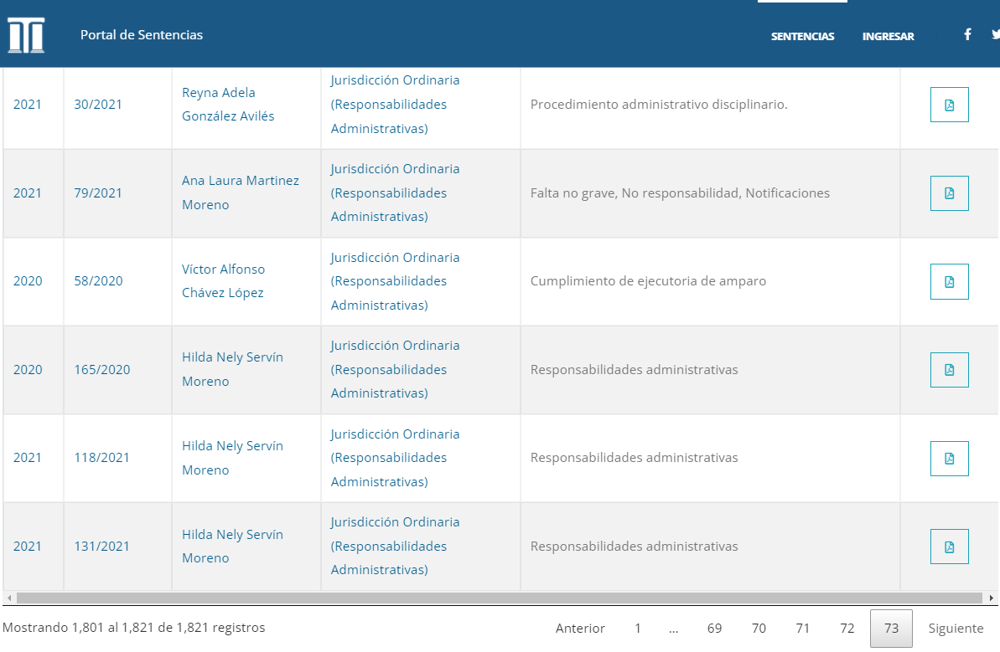 Portal de Sentencias
SENTENCIAS INGRESAR
2021 30/2021 Reyna Adela González Avilés Jurisdicción Ordinaria (Responsabilidades Administrativas) Procedimiento administrativo disciplinario.
2021 79/2021 Ana Laura Martinez Moreno Jurisdicción Ordinaria (Responsabilidades Administrativas) Falta no grave, No responsabilidad, Notificaciones
2020 58/2020 Víctor Alfonso Chávez López Jurisdicción Ordinaria (Responsabilidades Administrativas) Cumplimiento de ejecutoria de amparo
2020 165/2020 Hilda Nely Servín Moreno Jurisdicción Ordinaria (Responsabilidades Administrativas) Responsabilidades administrativas
2021 118/2021 Hilda Nely Servín Moreno Jurisdicción Ordinaria (Responsabilidades Administrativas) Responsabilidades administrativas
2021 131/2021 Hilda Nely Servín Moreno Jurisdicción Ordinaria (Responsabilidades Administrativas) Responsabilidades administrativas
Mostrando 1,801 al 1,821 de 1,821 registros
Anterior 1 ... 69 70 71 72 73 Siguiente